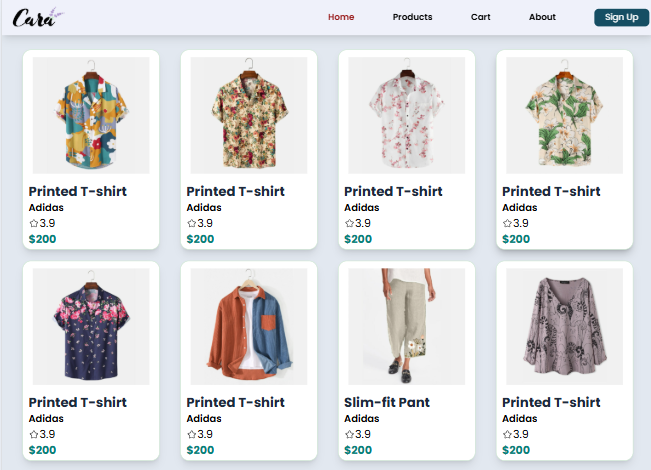 Cara
Home Products Cart About Sign Up
Printed T-shirt Printed T-shirt Printed T-shirt Printed T-shirt
Adidas Adidas Adidas Adidas
3.9 3.9 3.9 3.9
$200 $200 $200 $200
Printed T-shirt Printed T-shirt Slim-fit Pant Printed T-shirt
Adidas Adidas Adidas Adidas
3.9 3.9 3.9 3.9
$200 $200 $200 $200